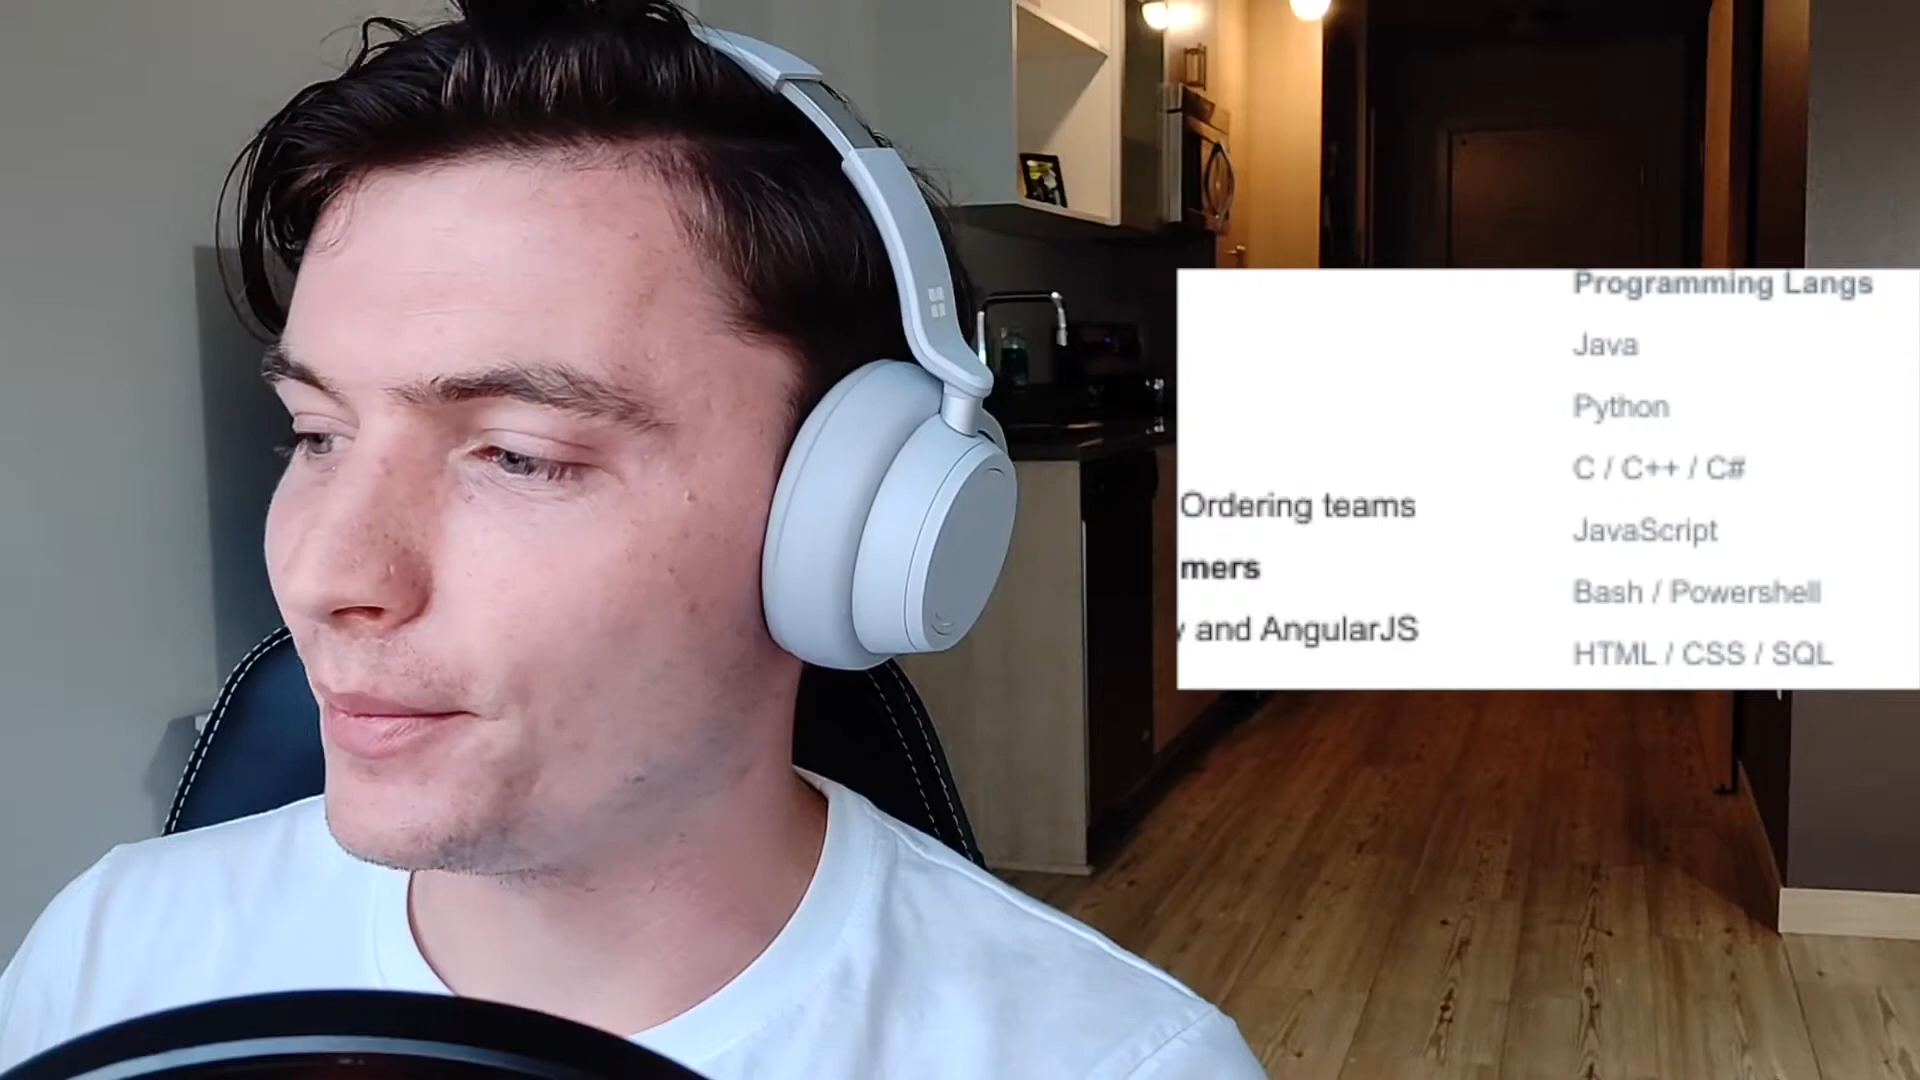 Programming Langs
Java
Python
C / C++ / C#
JavaScript
Bash / Powershell
HTML / CSS / SQL
Ordering teams
mers
and AngularJS